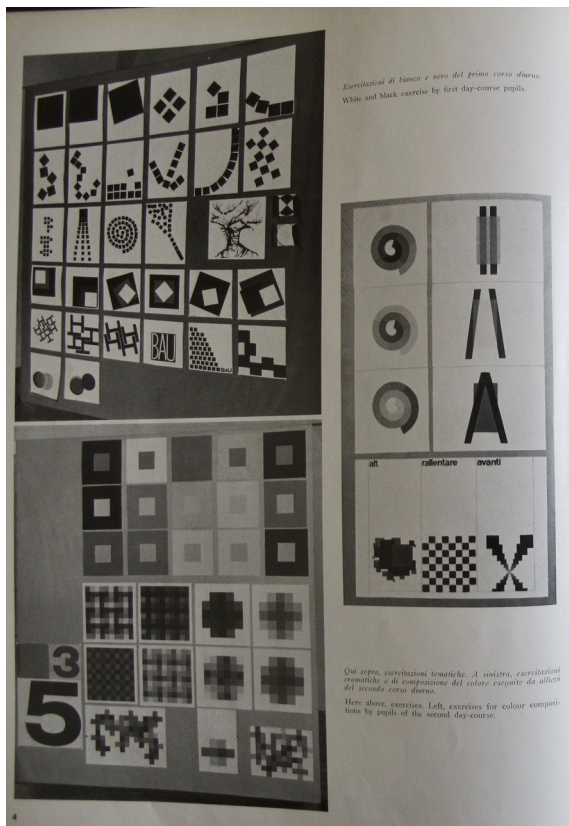 Esercitazioni di bianco e nero del primo corso diurno.
White and black exercise by first day-course pupils.
BAU
BAU
alt
rallentare
avanti
3
5
Qui sopra, esercitazioni tematiche. A sinistra, esercitazioni
cromatiche e di composizione del colore eseguite da allievi
del secondo corso diurno.
Here above, exercises. Left, exercises for colour composi-
tions by pupils of the second day-course.
4